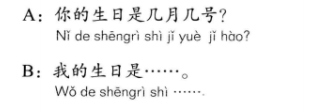 A：你的生日是几月几号？
Nǐ de shēngrì shì jǐ yuè jǐ hào?
B：我的生日是……。
Wǒ de shēngrì shì …….